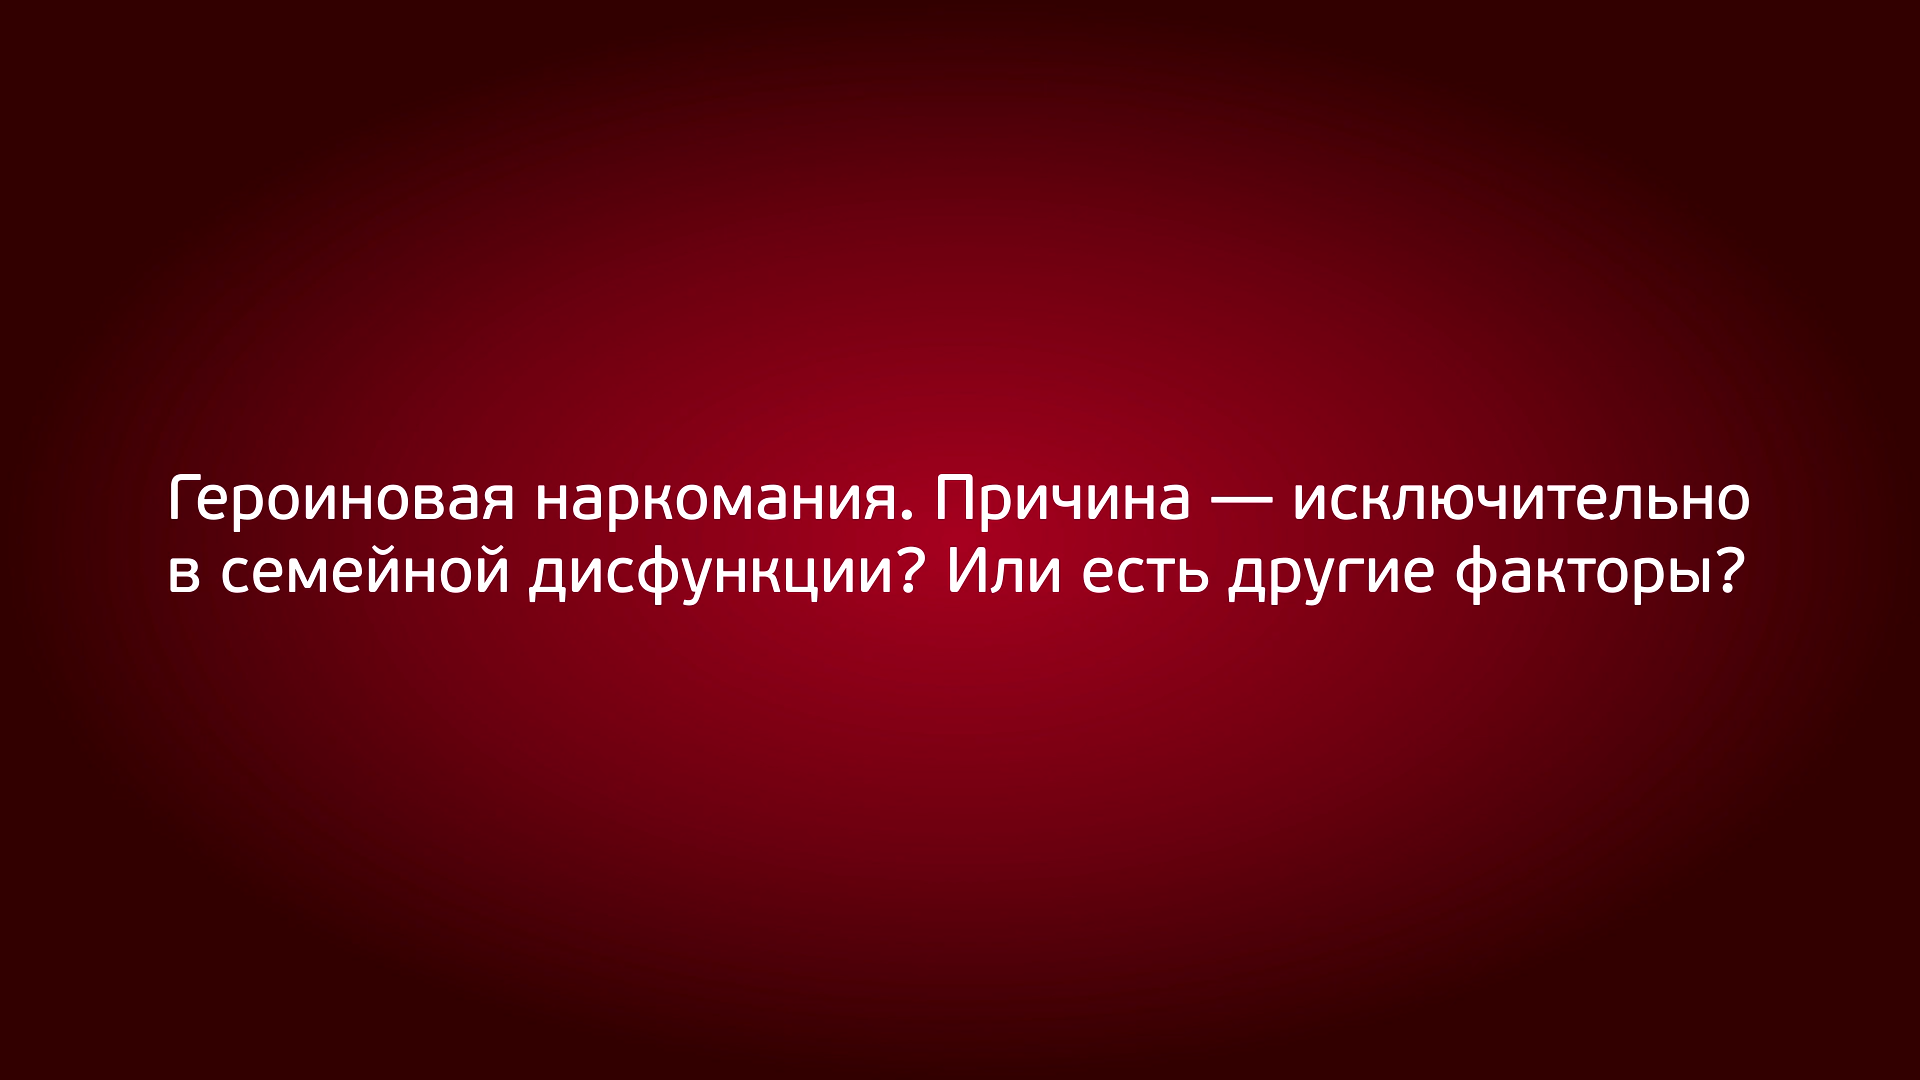 Героиновая наркомания. Причина — исключительно
в семейной дисфункции? Или есть другие факторы?